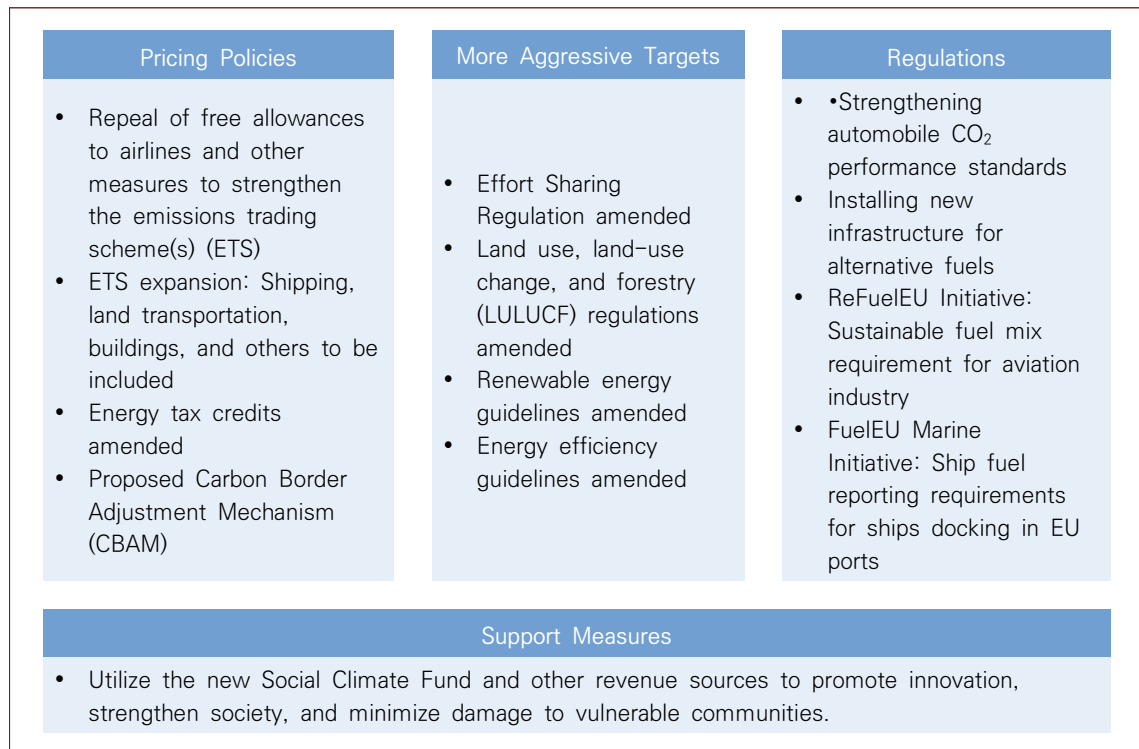 Pricing Policies
• Repeal of free allowances
to airlines and other
measures to strengthen
the emissions trading
scheme(s) (ETS)
• ETS expansion: Shipping,
land transportation,
buildings, and others to be
included
• Energy tax credits
amended
• Proposed Carbon Border
Adjustment Mechanism
(CBAM)
More Aggressive Targets
• Effort Sharing
Regulation amended
• Land use, land-use
change, and forestry
(LULUCF) regulations
amended
• Renewable energy
guidelines amended
• Energy efficiency
guidelines amended
Regulations
• •Strengthening
automobile CO₂
performance standards
• Installing new
infrastructure for
alternative fuels
• ReFuelEU Initiative:
Sustainable fuel mix
requirement for aviation
industry
• FuelEU Marine
Initiative: Ship fuel
reporting requirements
for ships docking in EU
ports
Support Measures
• Utilize the new Social Climate Fund and other revenue sources to promote innovation,
strengthen society, and minimize damage to vulnerable communities.